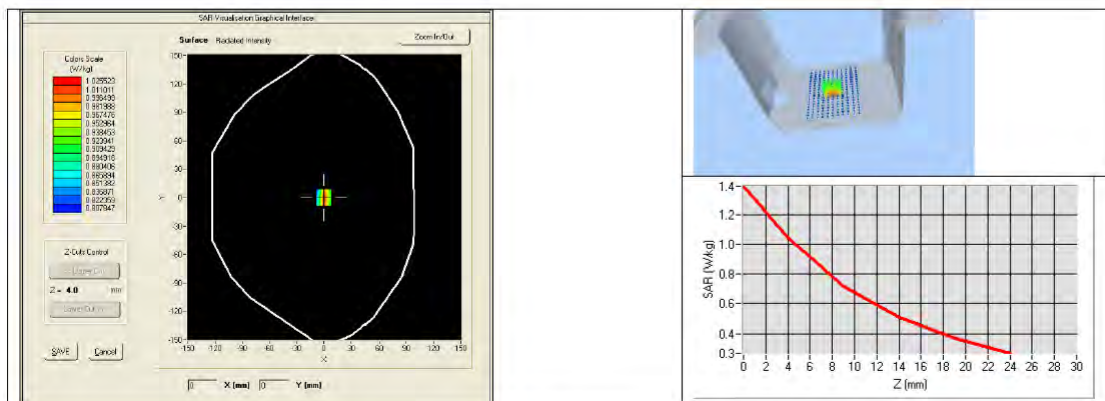 SAR Visualisation Graphical Interface
Surface Radiated Intensity
Zoom In/Out
Colors Scale
(W/kg)
1.025523
1.011011
0.996499
0.981988
0.967476
0.952964
0.938453
0.923941
0.909429
0.894918
0.880406
0.865894
0.851382
0.836871
0.822359
0.807847
Z-Cuts Control
Z = 4.0 mm
SAVE
Cancel
150
120
90
60
30
0
-30
-60
-90
-120
-150
Y
-150 -120 -90 -60 -30 0 30 60 90 120 150
X
0 X (mm) 0 Y (mm)
1.4
1.2
1.0
0.8
0.6
0.4
0.3
SAR (W/kg)
0 2 4 6 8 10 12 14 16 18 20 22 24 26 28 30
Z (mm)